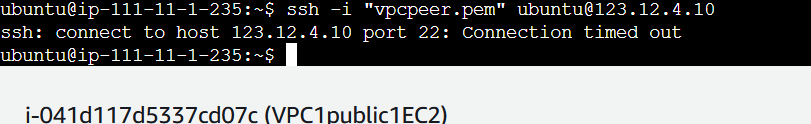 ubuntu@ip-111-11-1-235:~$ ssh -i "vpcpeer.pem" ubuntu@123.12.4.10
ssh: connect to host 123.12.4.10 port 22: Connection timed out
ubuntu@ip-111-11-1-235:~$
i-041d117d5337cd07c (VPC1public1EC2)